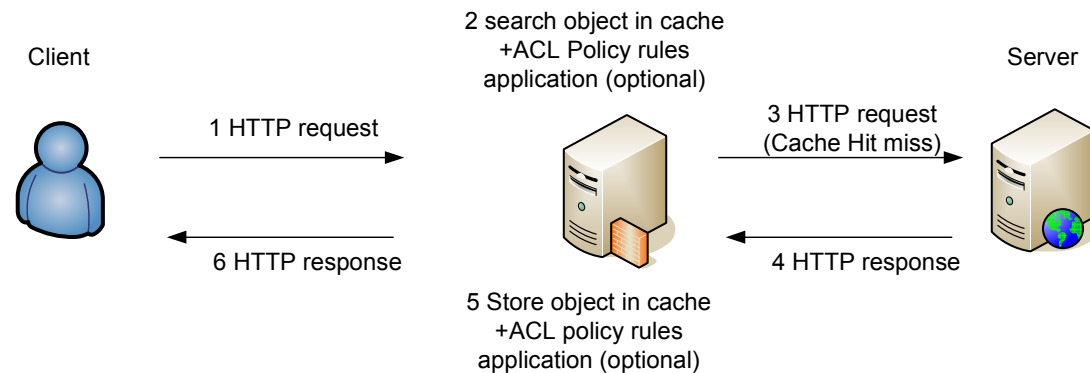 Client
2 search object in cache
+ACL Policy rules
application (optional)
Server
1 HTTP request
3 HTTP request
(Cache Hit miss)
6 HTTP response
4 HTTP response
5 Store object in cache
+ACL policy rules
application (optional)